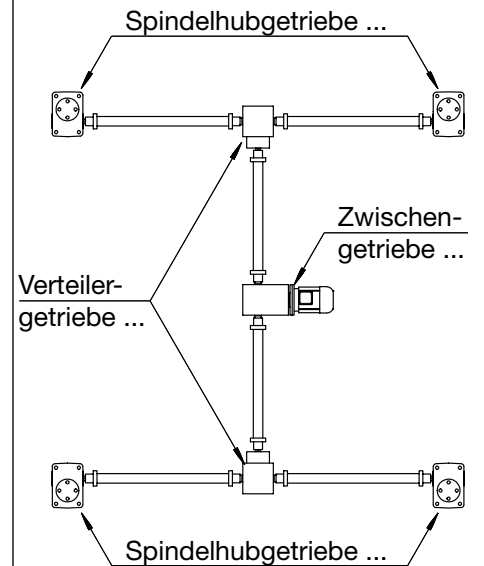 Spindelhubgetriebe ...
Zwischen-
getriebe ...
Verteiler-
getriebe ...
Spindelhubgetriebe ...